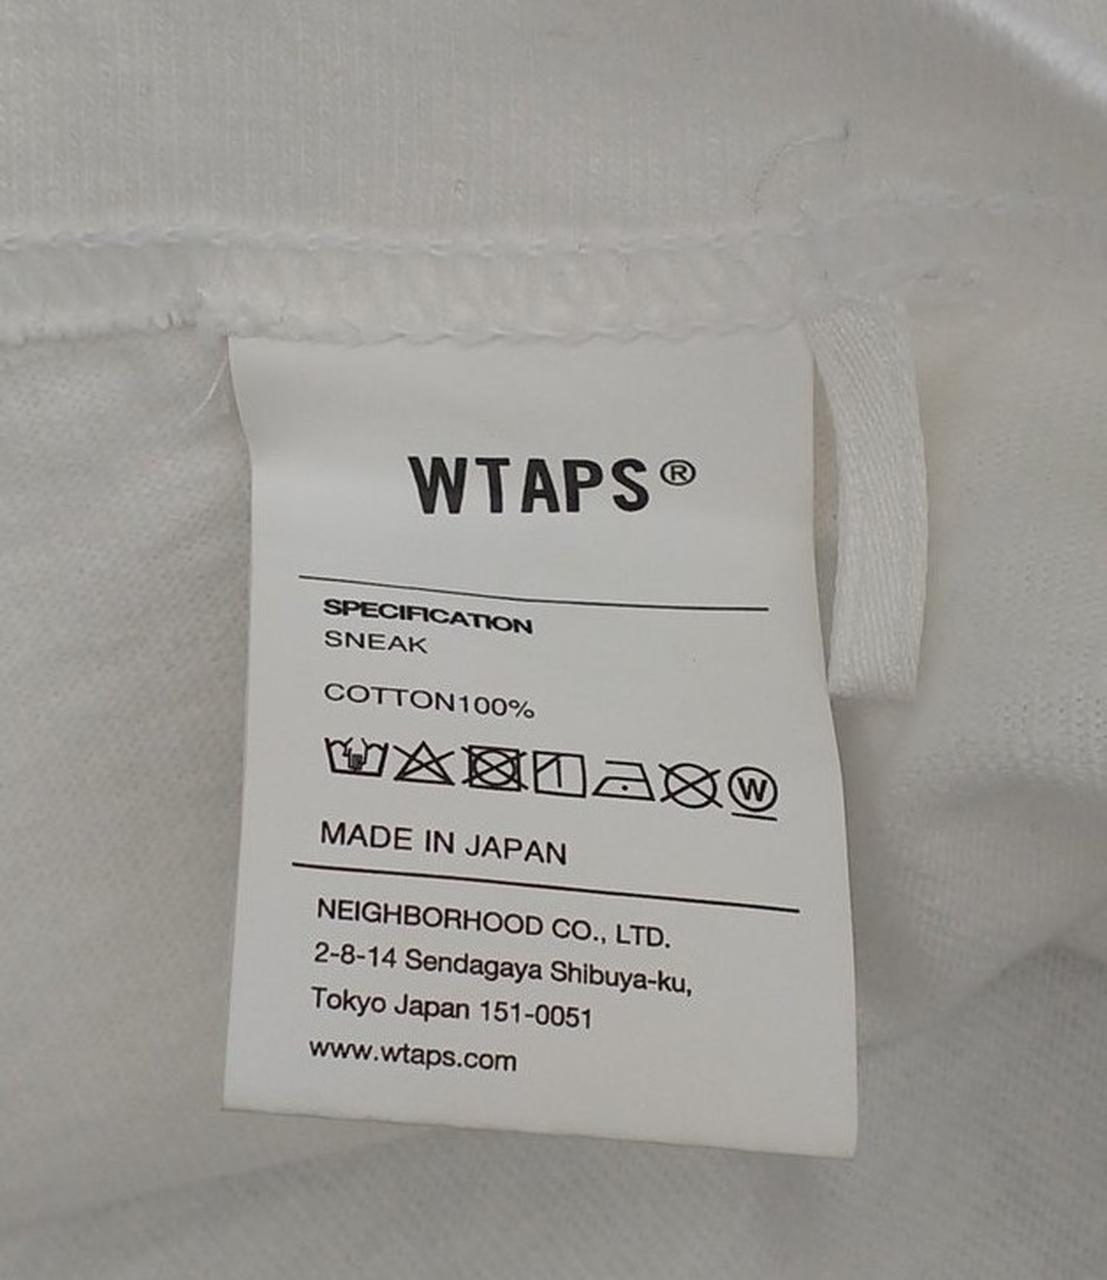 WTAPS®
SPECIFICATION
SNEAK
COTTON100%
W
MADE IN JAPAN
NEIGHBORHOOD CO., LTD.
2-8-14 Sendagaya Shibuya-ku,
Tokyo Japan 151-0051
www.wtaps.com